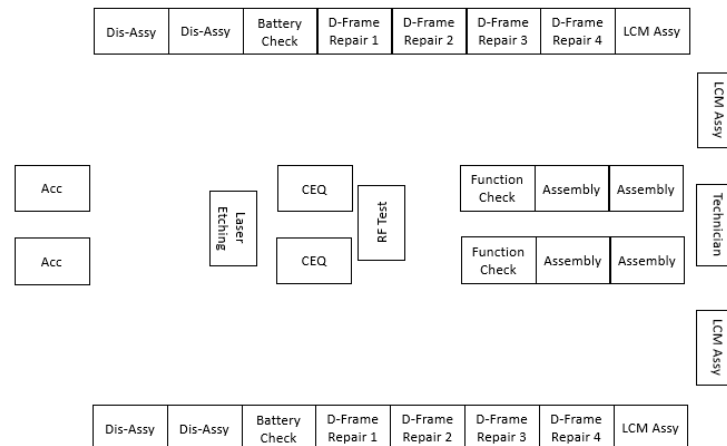 Dis-Assy
Dis-Assy
Battery
Check
D-Frame
Repair 1
D-Frame
Repair 2
D-Frame
Repair 3
D-Frame
Repair 4
LCM Assy
LCM Assy
Acc
Laser
Etching
CEQ
RF Test
Function
Check
Assembly
Assembly
Technician
Acc
CEQ
Function
Check
Assembly
Assembly
LCM Assy
Dis-Assy
Dis-Assy
Battery
Check
D-Frame
Repair 1
D-Frame
Repair 2
D-Frame
Repair 3
D-Frame
Repair 4
LCM Assy